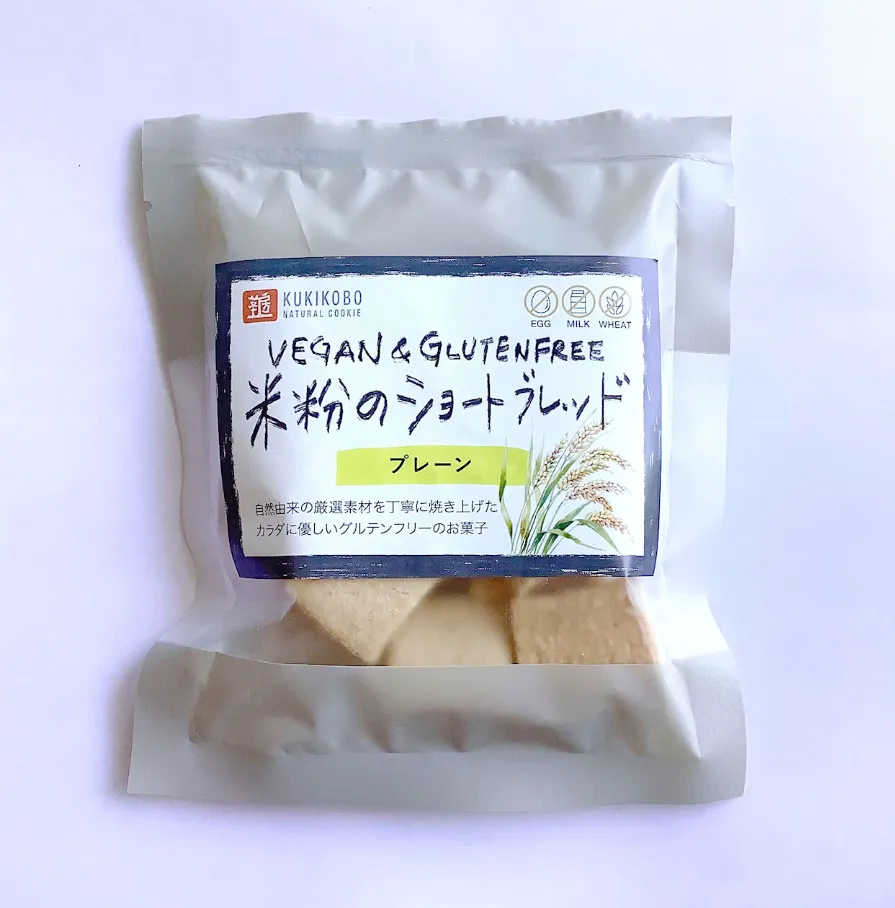 KUKIKOBO
NATURAL COOKIE
EGG MILK WHEAT
VEGAN & GLUTENFREE
米粉のショートブレッド
プレーン
自然由来の厳選素材を丁寧に焼き上げた
カラダに優しいグルテンフリーのお菓子